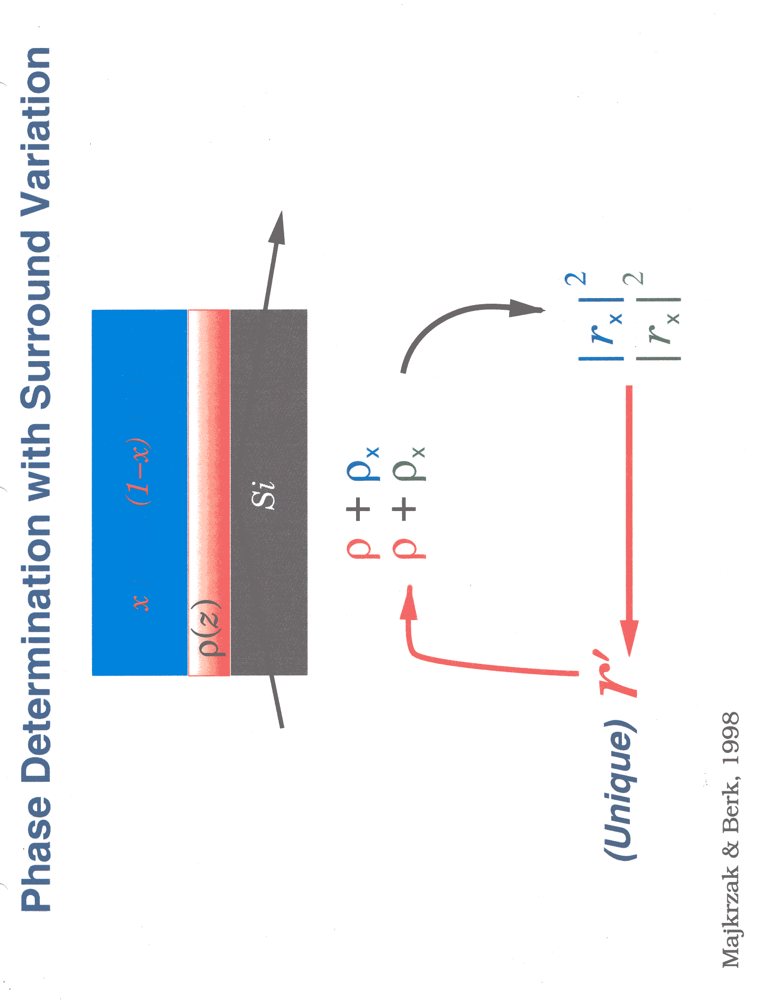 Phase Determination with Surround Variation
x (1–x)
ρ(z)
Si
ρ + ρx
ρ + ρx
|rx|2
|rx|2
(Unique) r′
Majkrzak & Berk, 1998